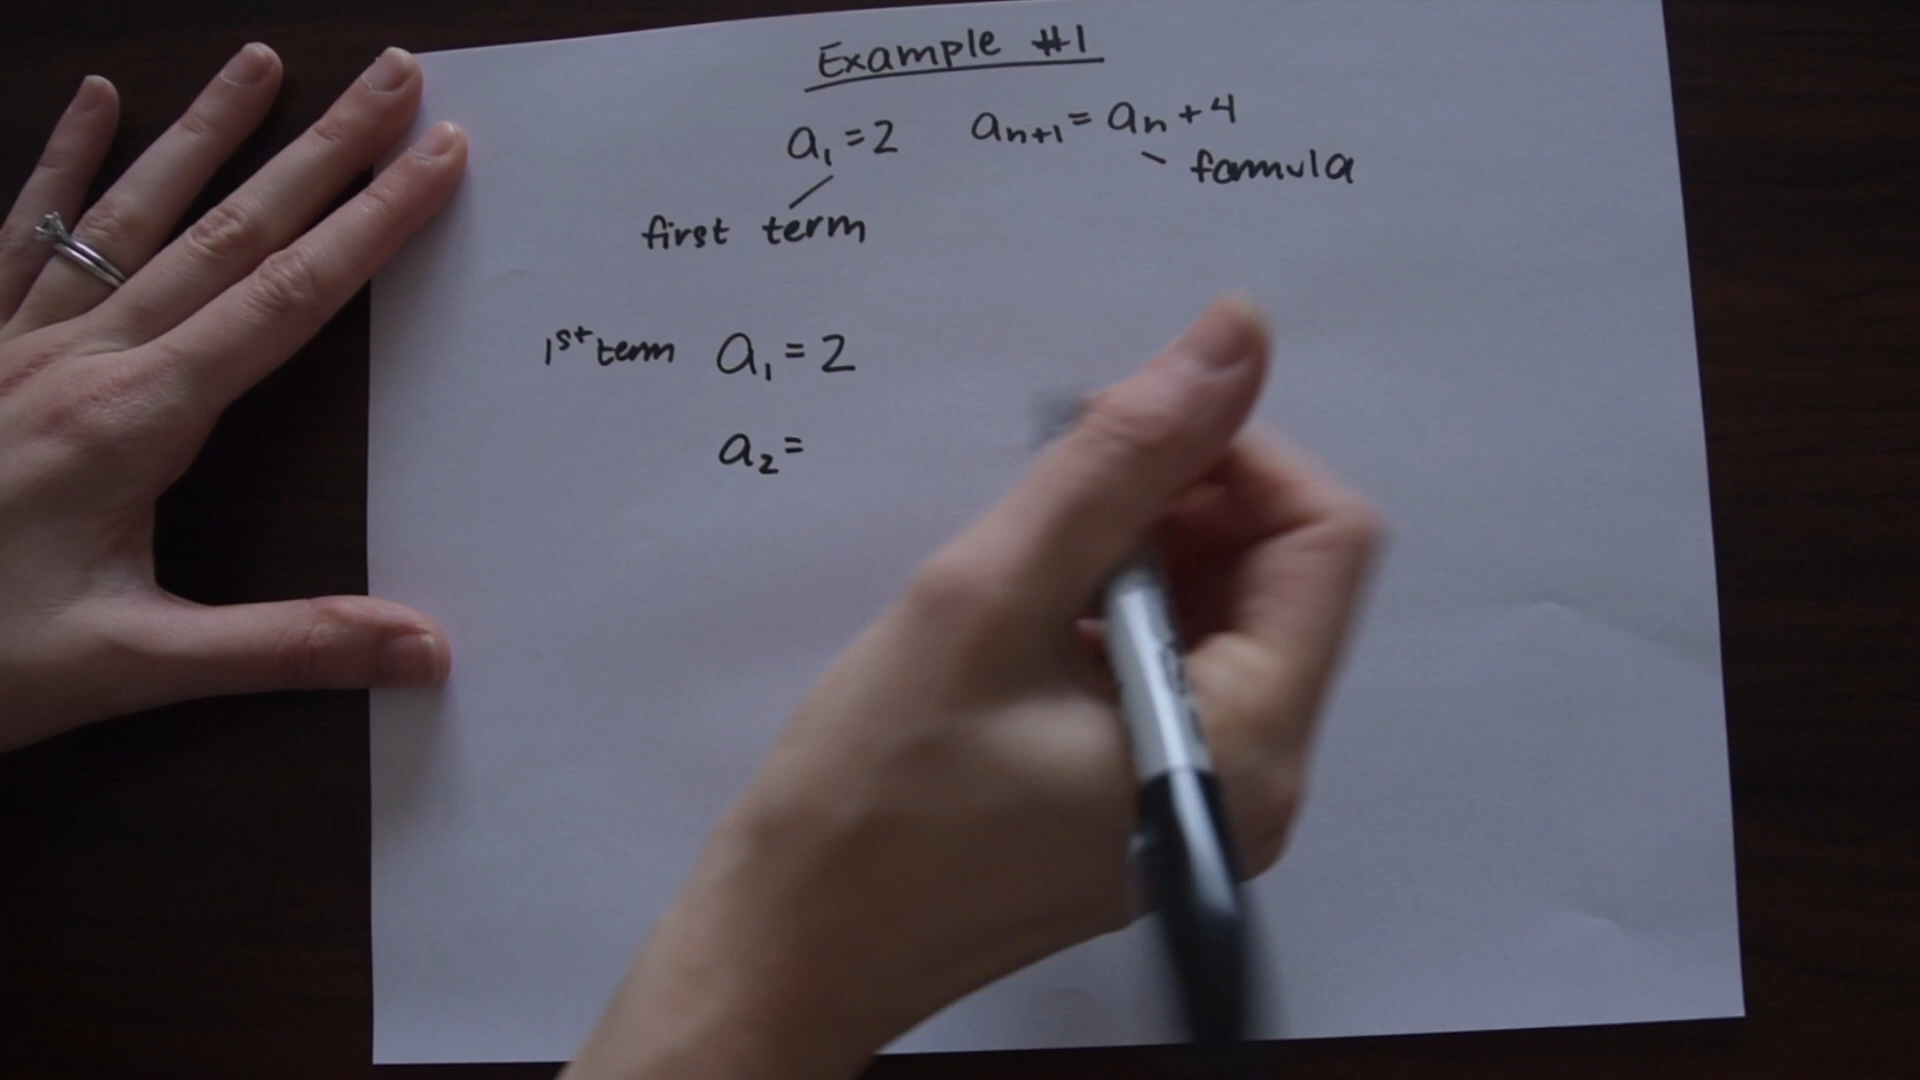 Example #1
a₁ = 2 aₙ₊₁ = aₙ + 4
formula
first term
1st term a₁ = 2
a₂ =